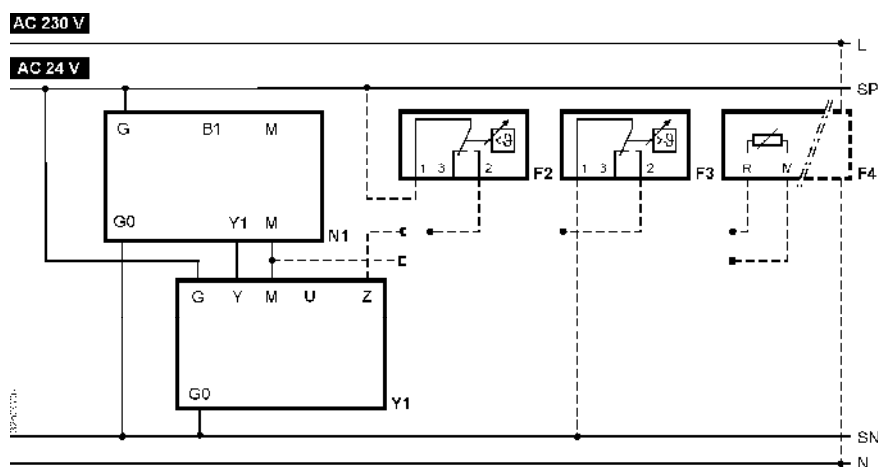 AC 230 V
L
AC 24 V
SP
G B1 M
1 3 2 F2
1 3 2 F3
R M F4
G0 Y1 M N1
G Y M U Z
G0 Y1
SN
N